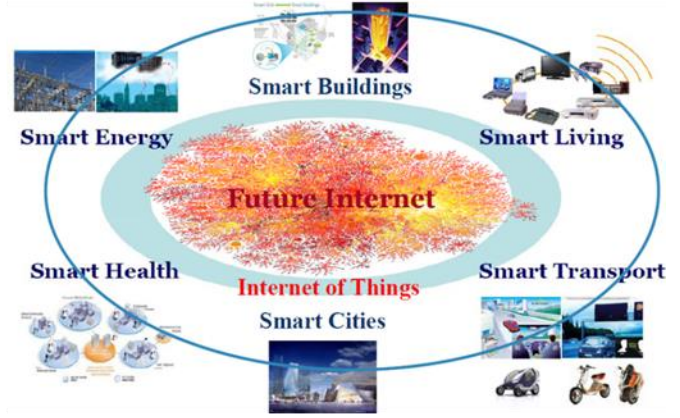 Smart Buildings
Smart Energy
Smart Living
Future Internet
Smart Health
Smart Transport
Internet of Things
Smart Cities